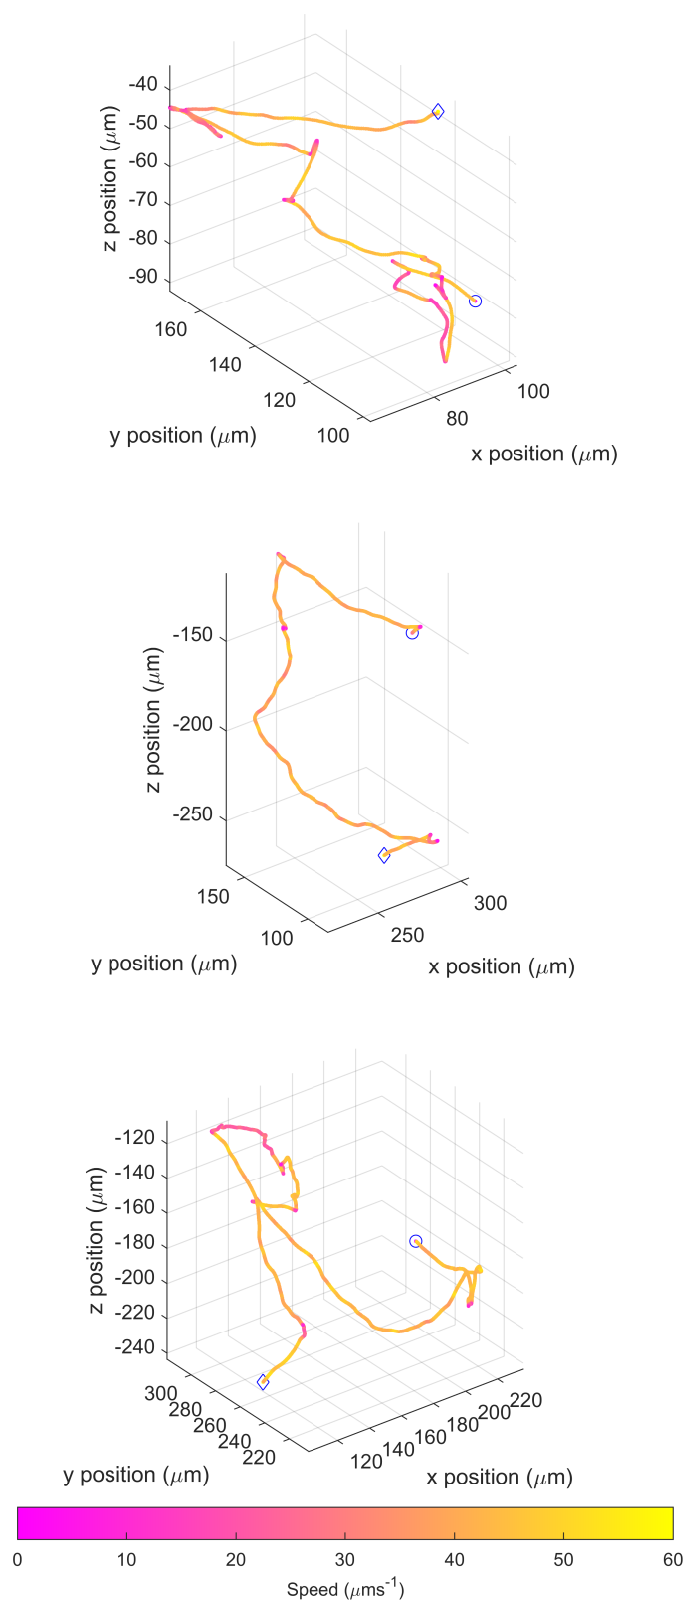 -40
-50
-60
-70
-80
-90
z position (μm)
160
140
120
100
y position (μm)
100
80
x position (μm)
-150
-200
-250
z position (μm)
150
100
y position (μm)
300
250
x position (μm)
-120
-140
-160
-180
-200
-220
-240
z position (μm)
300
280
260
240
220
y position (μm)
120 140 160 180 200 220
x position (μm)
0 10 20 30 40 50 60
Speed (μms⁻¹)